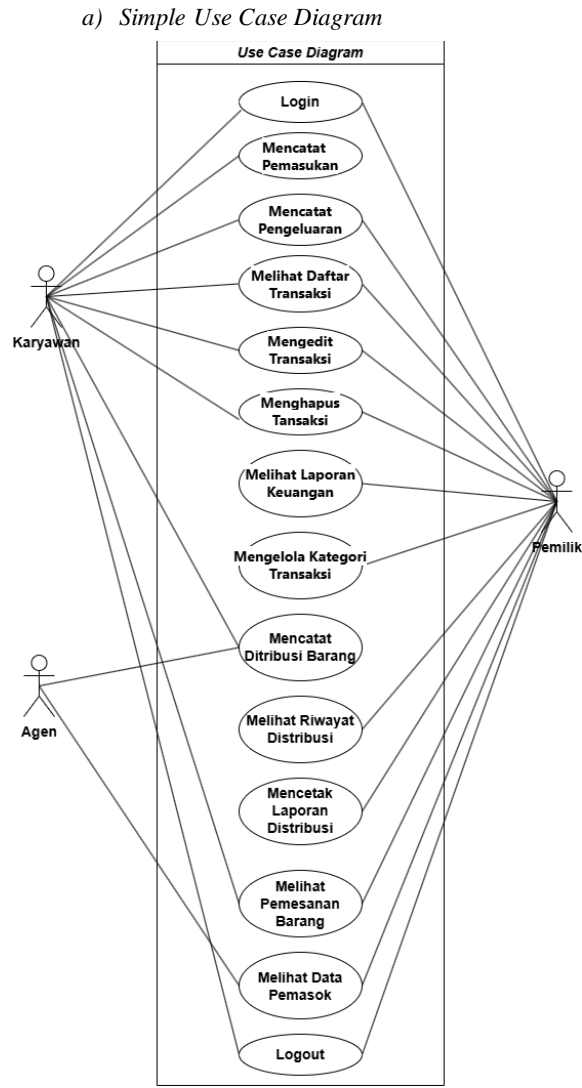 a) Simple Use Case Diagram
Use Case Diagram
Login
Mencatat
Pemasukan
Mencatat
Pengeluaran
Melihat Daftar
Transaksi
Karyawan
Mengedit
Transaksi
Menghapus
Tansaksi
Melihat Laporan
Keuangan
Pemilik
Mengelola Kategori
Transaksi
Mencatat
Ditribusi Barang
Agen
Melihat Riwayat
Distribusi
Mencetak
Laporan
Distribusi
Melihat
Pemesanan
Barang
Melihat Data
Pemasok
Logout